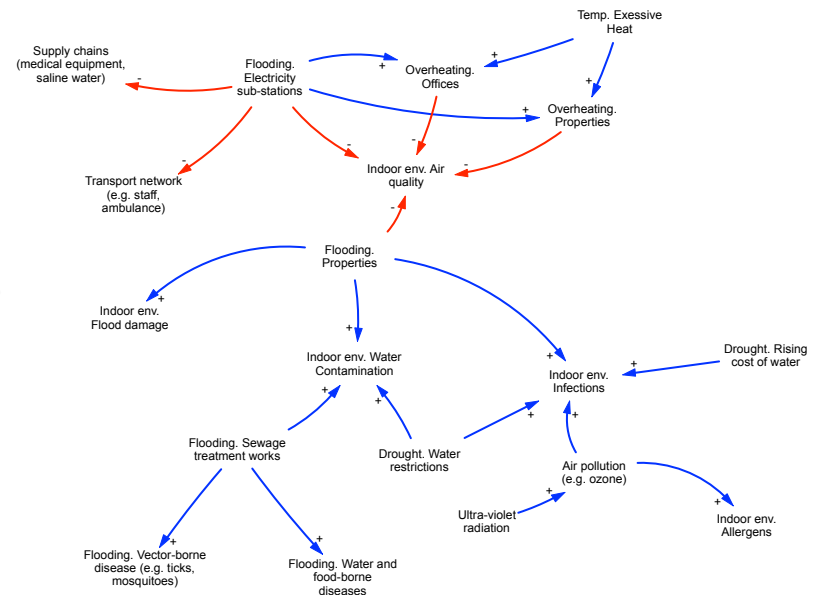 Temp. Exessive
Heat
Supply chains
(medical equipment,
saline water)
Flooding.
Electricity
sub-stations
Overheating.
Offices
Overheating.
Properties
Transport network
(e.g. staff,
ambulance)
Indoor env. Air
quality
Flooding.
Properties
Indoor env.
Flood damage
Indoor env. Water
Contamination
Indoor env.
Infections
Drought. Rising
cost of water
Flooding. Sewage
treatment works
Drought. Water
restrictions
Air pollution
(e.g. ozone)
Ultra-violet
radiation
Indoor env.
Allergens
Flooding. Vector-borne
disease (e.g. ticks,
mosquitoes)
Flooding. Water and
food-borne
diseases